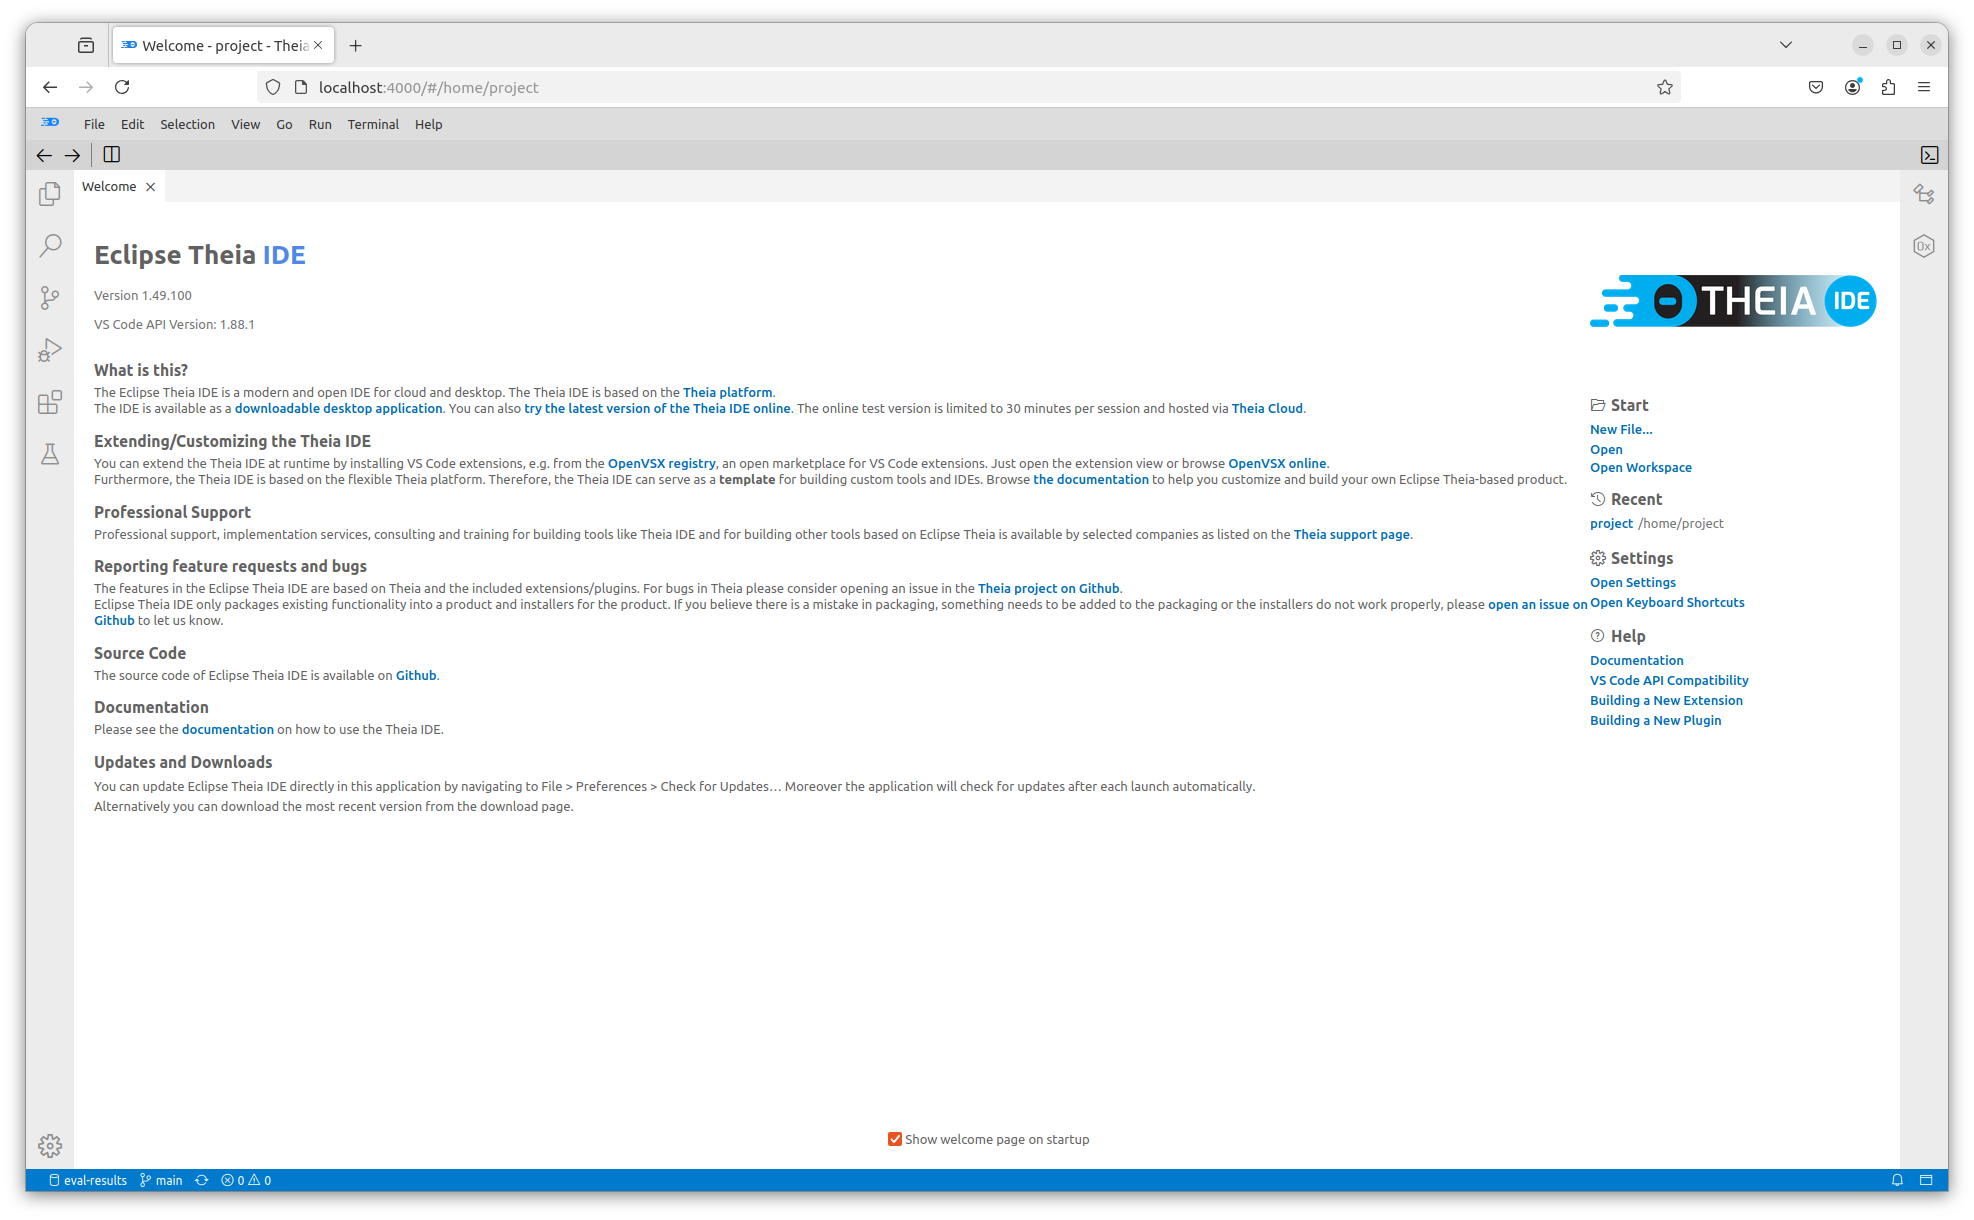 Welcome - project - Theia
localhost:4000/#/home/project
File Edit Selection View Go Run Terminal Help
Welcome
Eclipse Theia IDE
Version 1.49.100
VS Code API Version: 1.88.1
THEIA IDE
What is this?
The Eclipse Theia IDE is a modern and open IDE for cloud and desktop. The Theia IDE is based on the Theia platform.
The IDE is available as a downloadable desktop application. You can also try the latest version of the Theia IDE online. The online test version is limited to 30 minutes per session and hosted via Theia Cloud.
Extending/Customizing the Theia IDE
You can extend the Theia IDE at runtime by installing VS Code extensions, e.g. from the OpenVSX registry, an open marketplace for VS Code extensions. Just open the extension view or browse OpenVSX online.
Furthermore, the Theia IDE is based on the flexible Theia platform. Therefore, the Theia IDE can serve as a template for building custom tools and IDEs. Browse the documentation to help you customize and build your own Eclipse Theia-based product.
Professional Support
Professional support, implementation services, consulting and training for building tools like Theia IDE and for building other tools based on Eclipse Theia is available by selected companies as listed on the Theia support page.
Reporting feature requests and bugs
The features in the Eclipse Theia IDE are based on Theia and the included extensions/plugins. For bugs in Theia please consider opening an issue in the Theia project on Github.
Eclipse Theia IDE only packages existing functionality into a product and installers for the product. If you believe there is a mistake in packaging, something needs to be added to the packaging or the installers do not work properly, please open an issue on
Github to let us know.
Source Code
The source code of Eclipse Theia IDE is available on Github.
Documentation
Please see the documentation on how to use the Theia IDE.
Updates and Downloads
You can update Eclipse Theia IDE directly in this application by navigating to File > Preferences > Check for Updates… Moreover the application will check for updates after each launch automatically.
Alternatively you can download the most recent version from the download page.
Start
New File...
Open
Open Workspace
Recent
project /home/project
Settings
Open Settings
Open Keyboard Shortcuts
Help
Documentation
VS Code API Compatibility
Building a New Extension
Building a New Plugin
0x
Show welcome page on startup
eval-results main 0 0